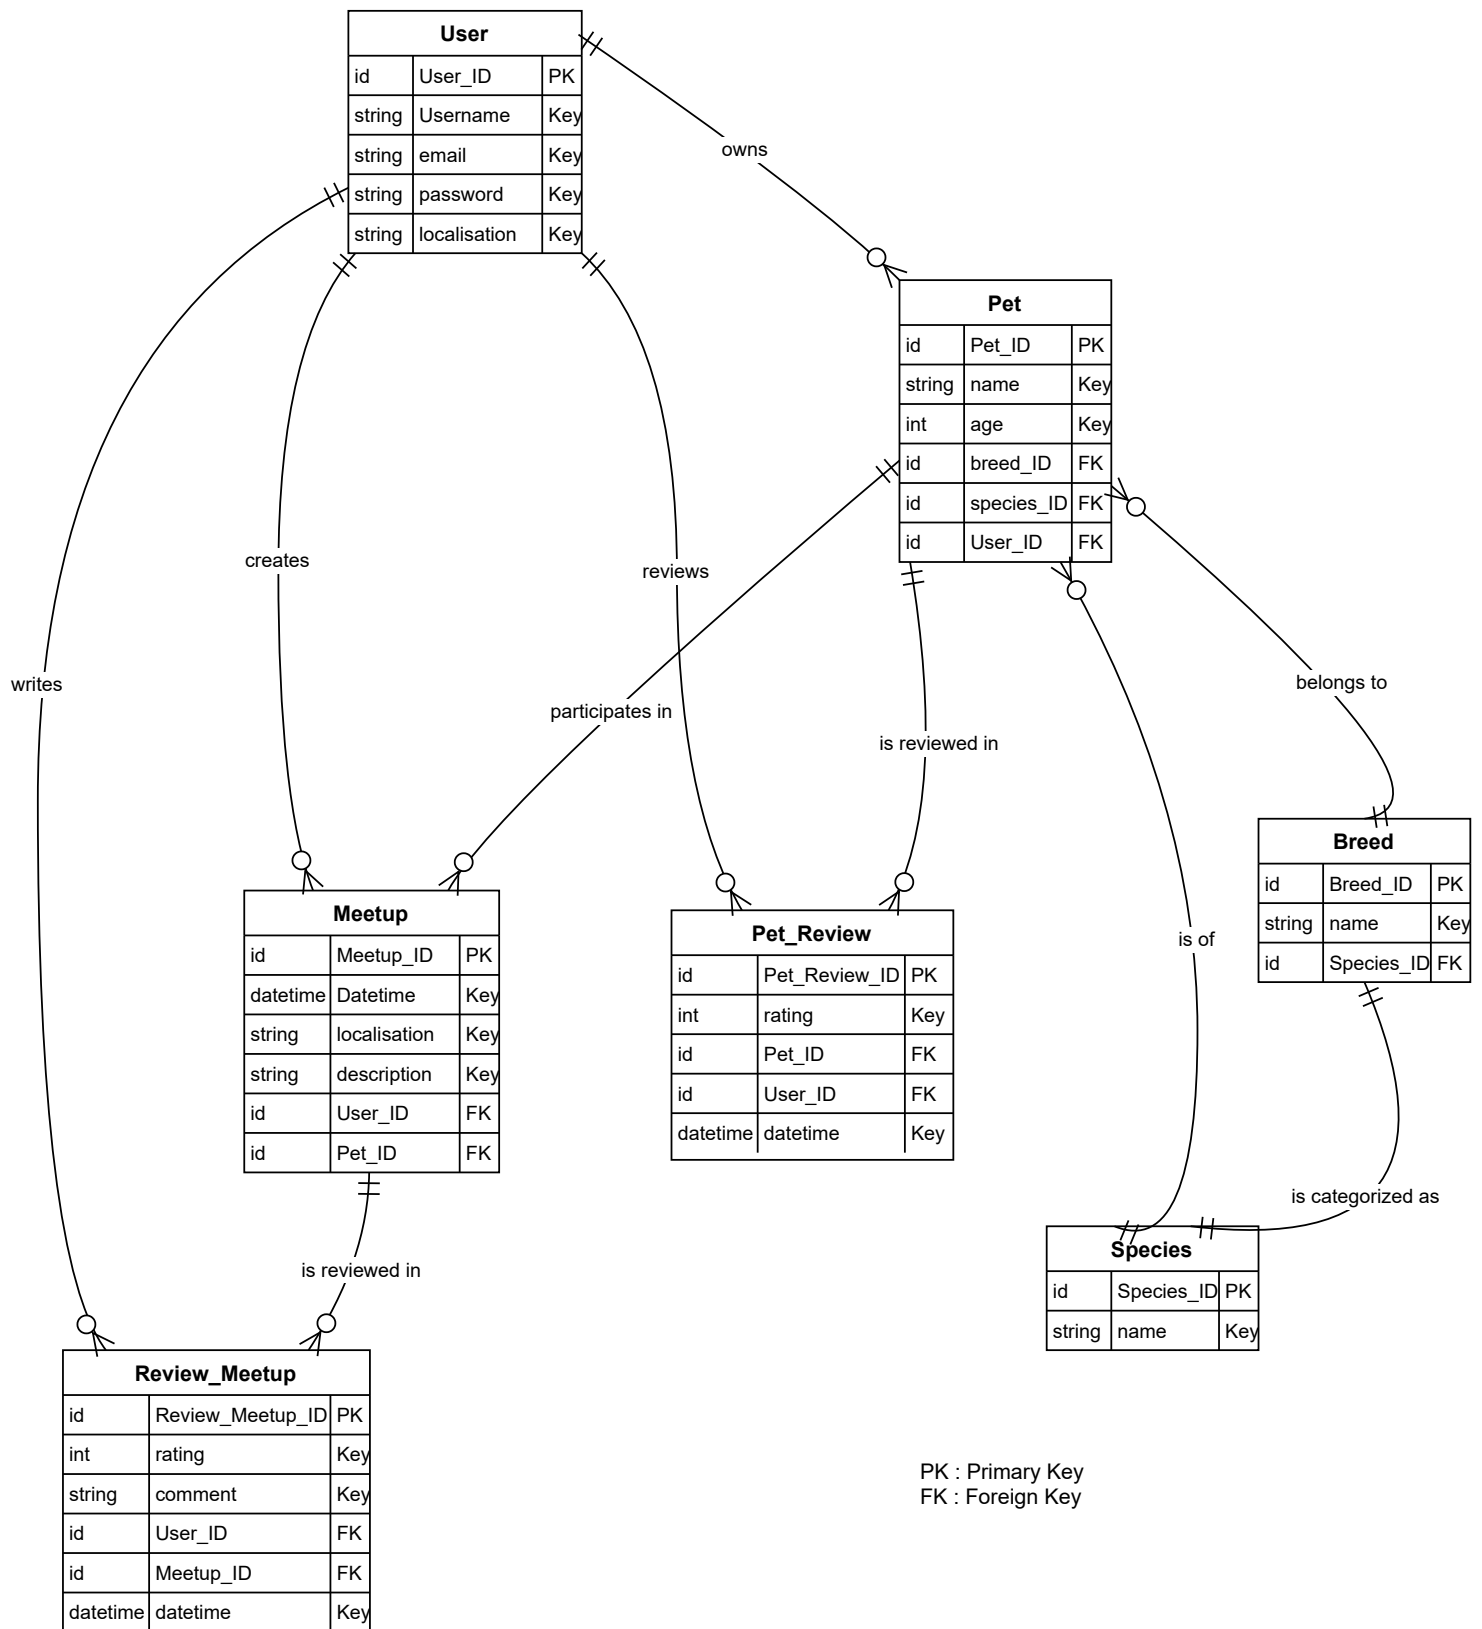 User
id User_ID PK
string Username Key
string email Key
string password Key
string localisation Key
owns
Pet
id Pet_ID PK
string name Key
int age Key
id breed_ID FK
id species_ID FK
id User_ID FK
creates
reviews
writes
participates in
is reviewed in
belongs to
Breed
id Breed_ID PK
string name Key
id Species_ID FK
is of
Meetup
id Meetup_ID PK
datetime Datetime Key
string localisation Key
string description Key
id User_ID FK
id Pet_ID FK
Pet_Review
id Pet_Review_ID PK
int rating Key
id Pet_ID FK
id User_ID FK
datetime datetime Key
is categorized as
is reviewed in
Species
id Species_ID PK
string name Key
Review_Meetup
id Review_Meetup_ID PK
int rating Key
string comment Key
id User_ID FK
id Meetup_ID FK
datetime datetime Key
PK : Primary Key
FK : Foreign Key